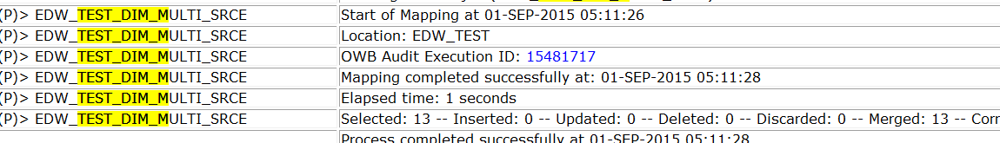 (P)> EDW_TEST_DIM_MULTI_SRCE Start of Mapping at 01-SEP-2015 05:11:26
(P)> EDW_TEST_DIM_MULTI_SRCE Location: EDW_TEST
(P)> EDW_TEST_DIM_MULTI_SRCE OWB Audit Execution ID: 15481717
(P)> EDW_TEST_DIM_MULTI_SRCE Mapping completed successfully at: 01-SEP-2015 05:11:28
(P)> EDW_TEST_DIM_MULTI_SRCE Elapsed time: 1 seconds
(P)> EDW_TEST_DIM_MULTI_SRCE Selected: 13 -- Inserted: 0 -- Updated: 0 -- Deleted: 0 -- Discarded: 0 -- Merged: 13 -- Corr
Process completed successfully at 01-SEP-2015 05:11:28